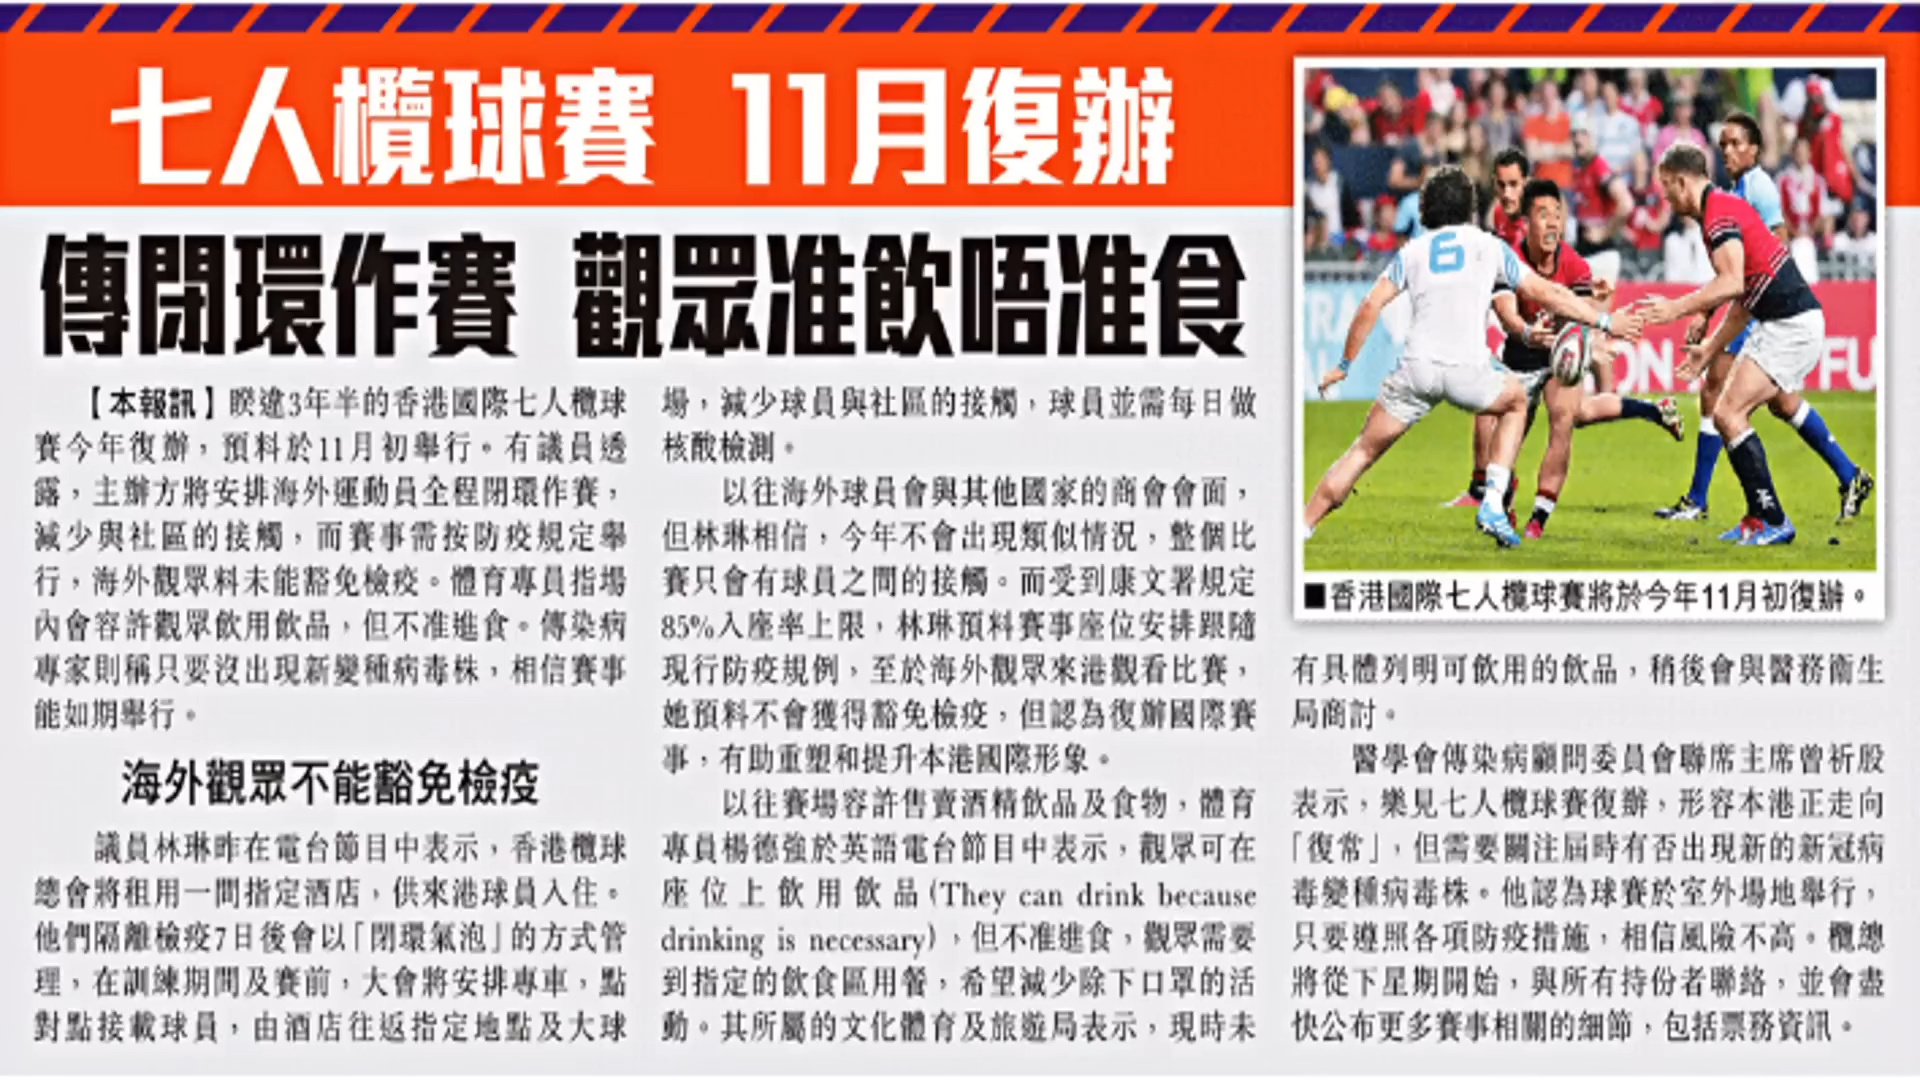 七人欖球賽 11月復辦
傳閉環作賽 觀眾准飲唔准食
【本報訊】睽違3年半的香港國際七人欖球
賽今年復辦，預料於11月初舉行。有議員透
露，主辦方將安排海外運動員全程閉環作賽，
減少與社區的接觸，而賽事需按防疫規定舉
行，海外觀眾料未能豁免檢疫。體育專員指場
內會容許觀眾飲用飲品，但不准進食。傳染病
專家則稱只要沒出現新變種病毒株，相信賽事
能如期舉行。
海外觀眾不能豁免檢疫
議員林琳昨在電台節目中表示，香港欖球
總會將租用一間指定酒店，供來港球員入住。
他們隔離檢疫7日後會以「閉環氣泡」的方式管
理，在訓練期間及賽前，大會將安排專車，點
對點接載球員，由酒店往返指定地點及大球
場，減少球員與社區的接觸，球員並需每日做
核酸檢測。
以往海外球員會與其他國家的商會會面，
但林琳相信，今年不會出現類似情況，整個比
賽只會有球員之間的接觸。而受到康文署規定
85%入座率上限，林琳預料賽事座位安排跟隨
現行防疫規例，至於海外觀眾來港觀看比賽，
她預料不會獲得豁免檢疫，但認為復辦國際賽
事，有助重塑和提升本港國際形象。
以往賽場容許售賣酒精飲品及食物，體育
專員楊德強於英語電台節目中表示，觀眾可在
座位上飲用飲品(They can drink because
drinking is necessary)，但不准進食，觀眾需要
到指定的飲食區用餐，希望減少除下口罩的活
動。其所屬的文化體育及旅遊局表示，現時未
6
ON
FU
■香港國際七人欖球賽將於今年11月初復辦。
有具體列明可飲用的飲品，稍後會與醫務衞生
局商討。
醫學會傳染病顧問委員會聯席主席曾祈殷
表示，樂見七人欖球賽復辦，形容本港正走向
「復常」，但需要關注屆時有否出現新的新冠病
毒變種病毒株。他認為球賽於室外場地舉行，
只要遵照各項防疫措施，相信風險不高。欖總
將從下星期開始，與所有持份者聯絡，並會盡
快公布更多賽事相關的細節，包括票務資訊。